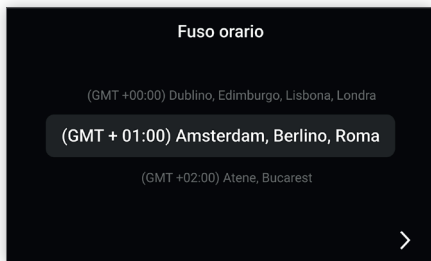 Fuso orario
(GMT +00:00) Dublino, Edimburgo, Lisbona, Londra
(GMT + 01:00) Amsterdam, Berlino, Roma
(GMT +02:00) Atene, Bucarest